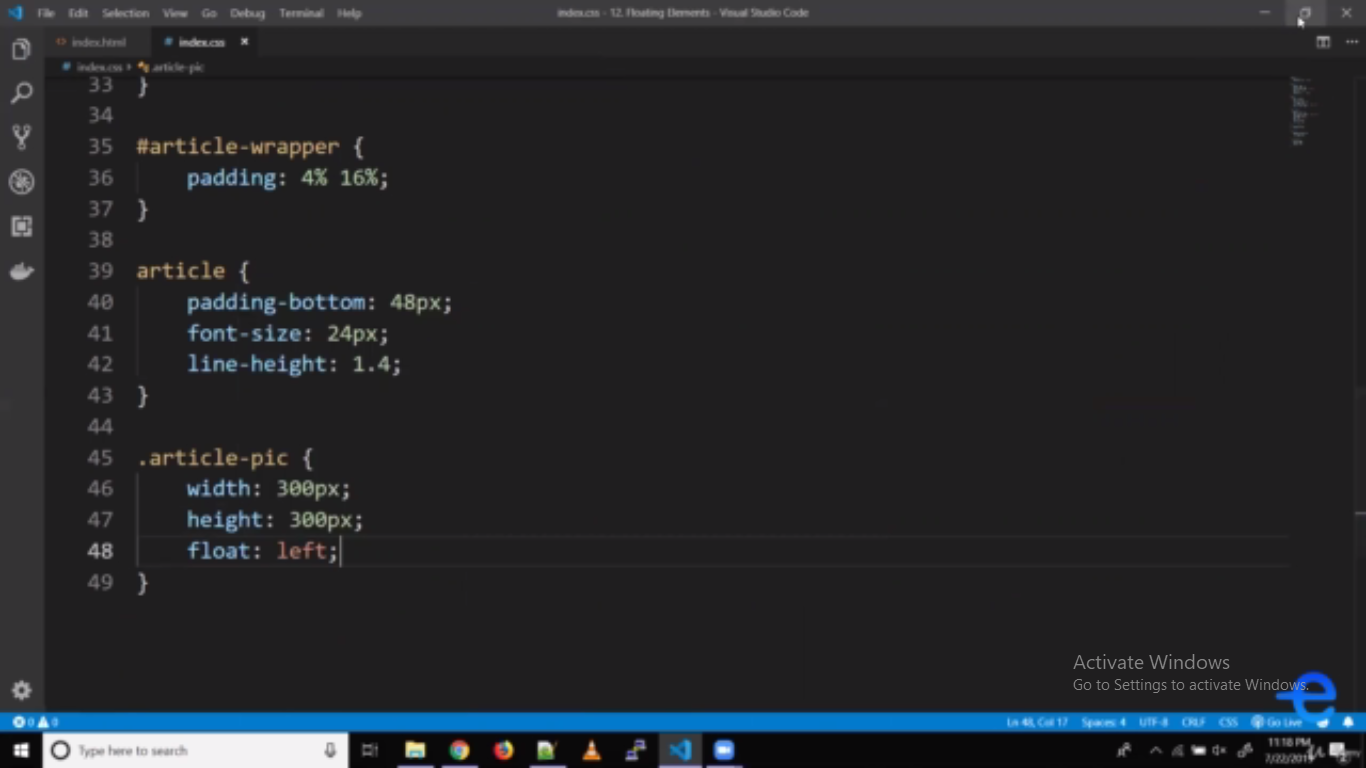 File Edit Selection View Go Debug Terminal Help index.css - 12. Floating Elements - Visual Studio Code
index.html index.css
index.css › .article-pic
33 }
34
35 #article-wrapper {
36 padding: 4% 16%;
37 }
38
39 article {
40 padding-bottom: 48px;
41 font-size: 24px;
42 line-height: 1.4;
43 }
44
45 .article-pic {
46 width: 300px;
47 height: 300px;
48 float: left;
49 }
Activate Windows
Go to Settings to activate Windows.
0 0 Ln 48, Col 17 Spaces: 4 UTF-8 CRLF CSS Go Live
Type here to search 11:18 PM